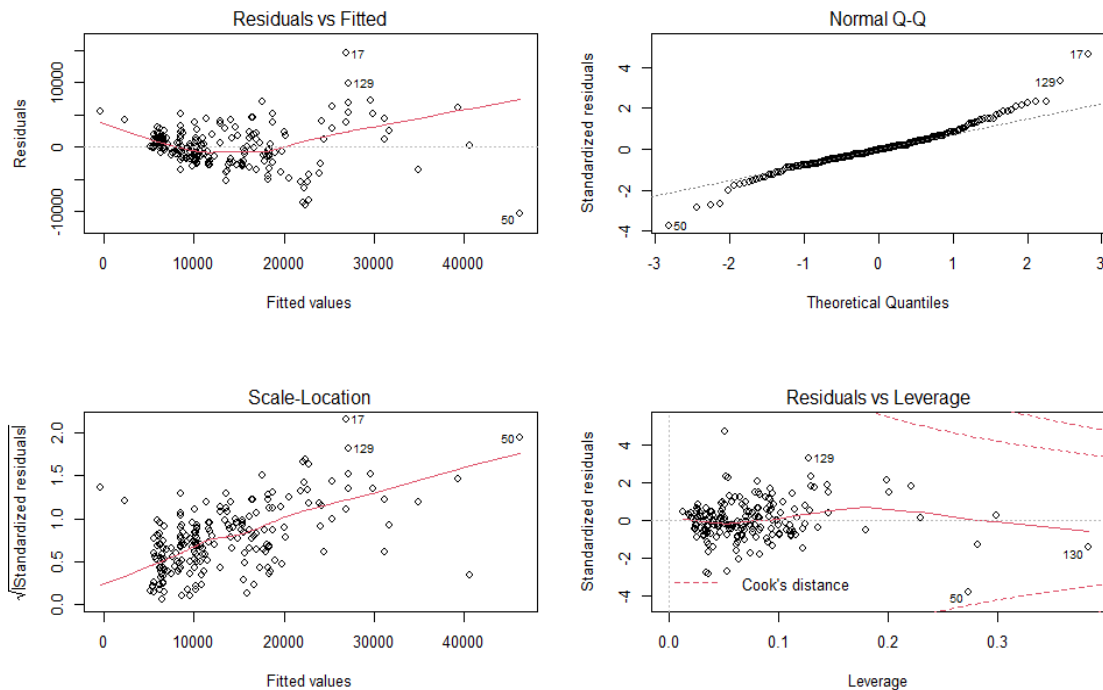 Residuals vs Fitted
Residuals
10000
0
-10000
17
129
50
0 10000 20000 30000 40000
Fitted values
Normal Q-Q
Standardized residuals
4
2
0
-2
-4
17
129
50
-3 -2 -1 0 1 2 3
Theoretical Quantiles
Scale-Location
√|Standardized residuals|
2.0
1.5
1.0
0.5
0.0
17
129
50
0 10000 20000 30000 40000
Fitted values
Residuals vs Leverage
Standardized residuals
4
2
0
-2
-4
129
130
50
Cook's distance
0.0 0.1 0.2 0.3
Leverage